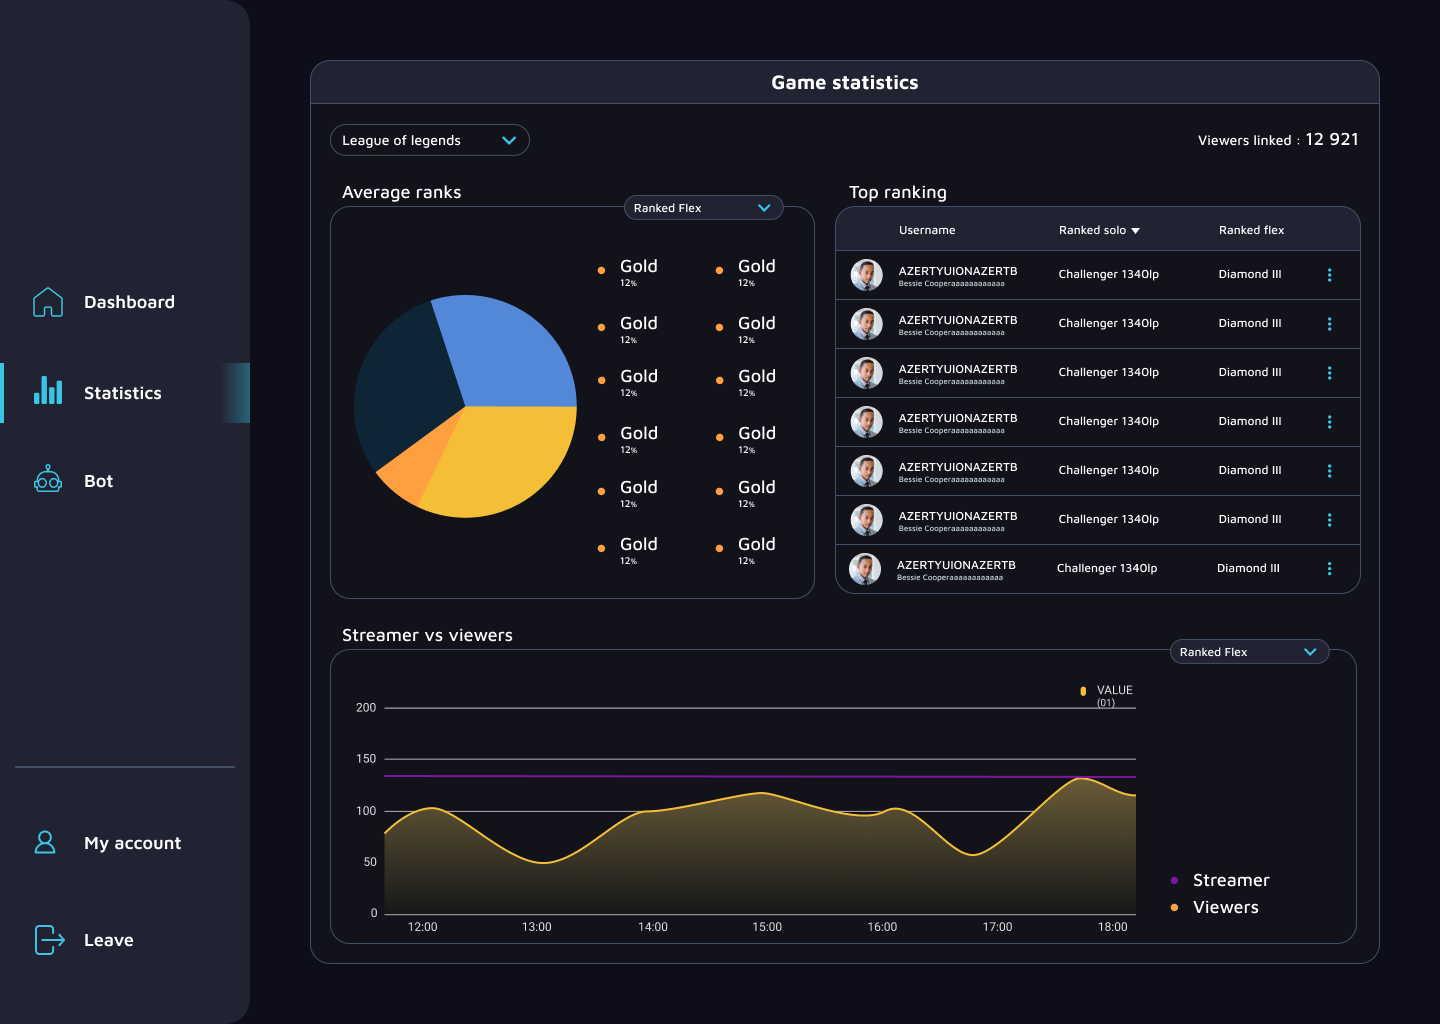 Dashboard
Statistics
Bot
My account
Leave
Game statistics
League of legends
Viewers linked : 12 921
Average ranks
Ranked Flex
Gold
12%
Gold
12%
Gold
12%
Gold
12%
Gold
12%
Gold
12%
Gold
12%
Gold
12%
Gold
12%
Gold
12%
Gold
12%
Gold
12%
Top ranking
Username Ranked solo Ranked flex
AZERTYUIONAZERTB Challenger 1340lp Diamond III
Bessie Cooperaaaaaaaaaaaa
AZERTYUIONAZERTB Challenger 1340lp Diamond III
Bessie Cooperaaaaaaaaaaaa
AZERTYUIONAZERTB Challenger 1340lp Diamond III
Bessie Cooperaaaaaaaaaaaa
AZERTYUIONAZERTB Challenger 1340lp Diamond III
Bessie Cooperaaaaaaaaaaaa
AZERTYUIONAZERTB Challenger 1340lp Diamond III
Bessie Cooperaaaaaaaaaaaa
AZERTYUIONAZERTB Challenger 1340lp Diamond III
Bessie Cooperaaaaaaaaaaaa
AZERTYUIONAZERTB Challenger 1340lp Diamond III
Bessie Cooperaaaaaaaaaaaa
Streamer vs viewers
Ranked Flex
VALUE
(01)
200
150
100
50
0
12:00 13:00 14:00 15:00 16:00 17:00 18:00
Streamer
Viewers